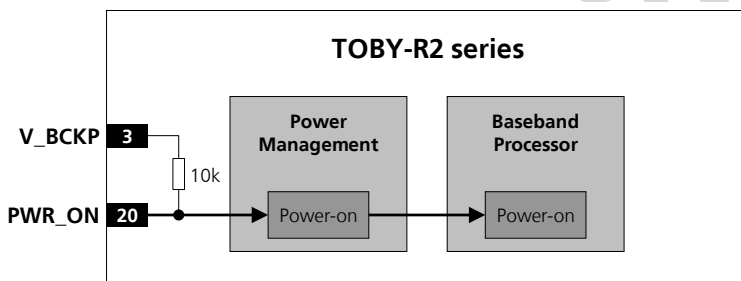 TOBY-R2 series
Power
Management
Baseband
Processor
V_BCKP 3
10k
PWR_ON 20
Power-on
Power-on